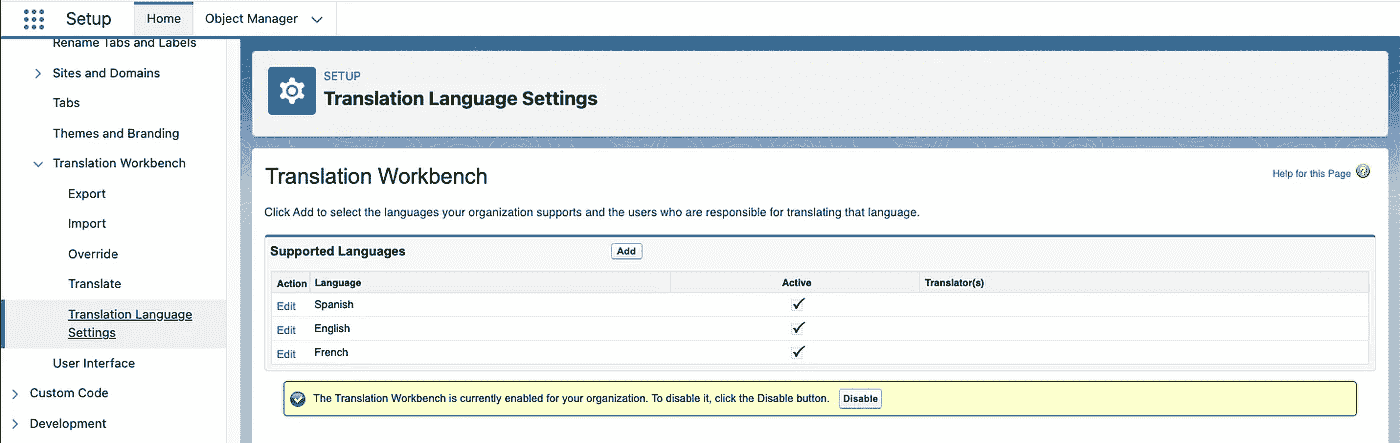 Setup
Home
Object Manager
Rename Tabs and Labels
Sites and Domains
Tabs
Themes and Branding
Translation Workbench
Export
Import
Override
Translate
Translation Language
Settings
User Interface
Custom Code
Development
SETUP
Translation Language Settings
Translation Workbench
Help for this Page
Click Add to select the languages your organization supports and the users who are responsible for translating that language.
Supported Languages Add
Action Language Active Translator(s)
Edit Spanish
Edit English
Edit French
The Translation Workbench is currently enabled for your organization. To disable it, click the Disable button. Disable